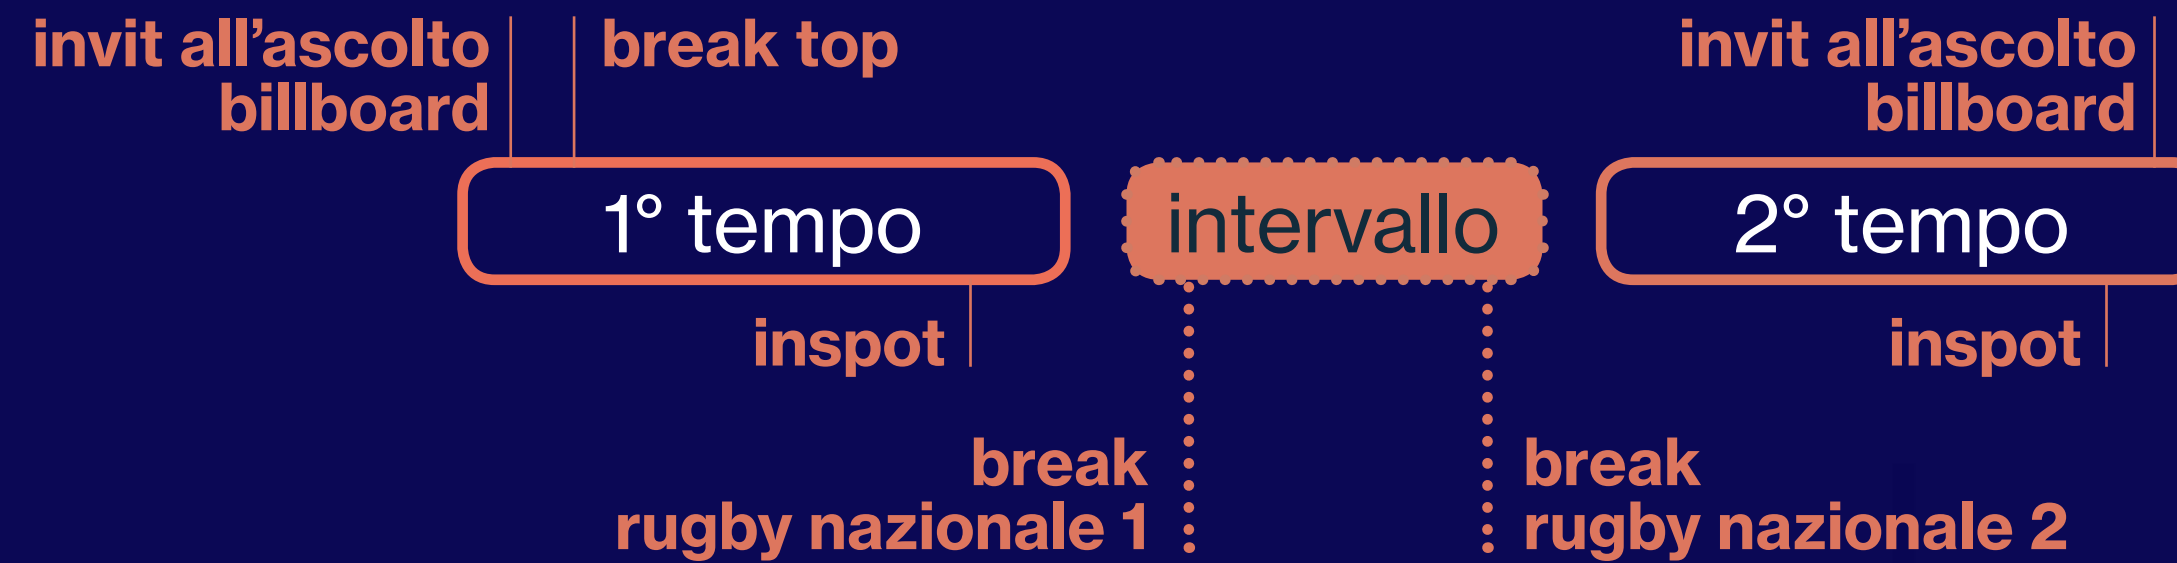 invit all’ascolto
billboard
break top
invit all’ascolto
billboard
1° tempo
intervallo
2° tempo
inspot
inspot
break
rugby nazionale 1
break
rugby nazionale 2